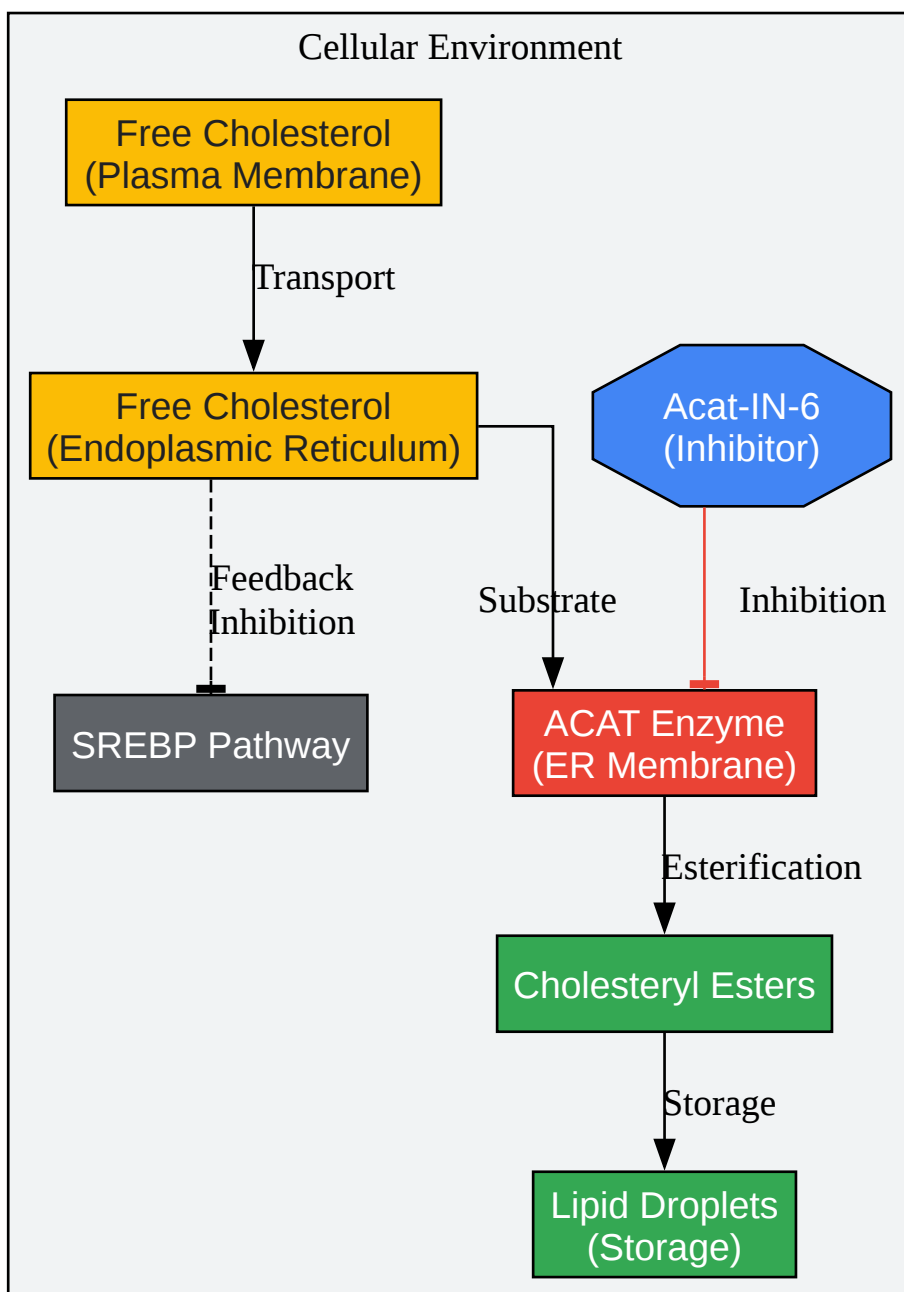 Cellular Environment
Free Cholesterol
(Plasma Membrane)
Transport
Free Cholesterol
(Endoplasmic Reticulum)
Acat-IN-6
(Inhibitor)
Feedback
Inhibition
Substrate
Inhibition
SREBP Pathway
ACAT Enzyme
(ER Membrane)
Esterification
Cholesteryl Esters
Storage
Lipid Droplets
(Storage)